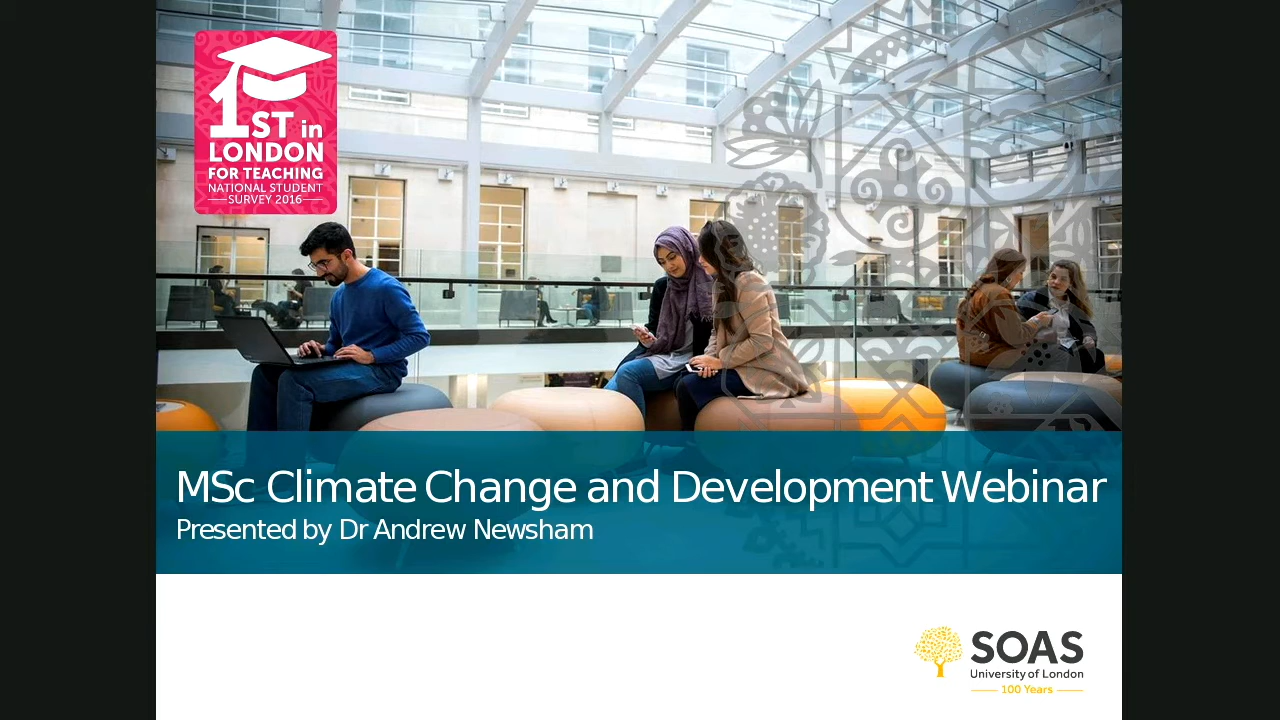 1ST in
LONDON
FOR TEACHING
NATIONAL STUDENT
SURVEY 2016
MSc Climate Change and Development Webinar
Presented by Dr Andrew Newsham
SOAS
University of London
100 Years